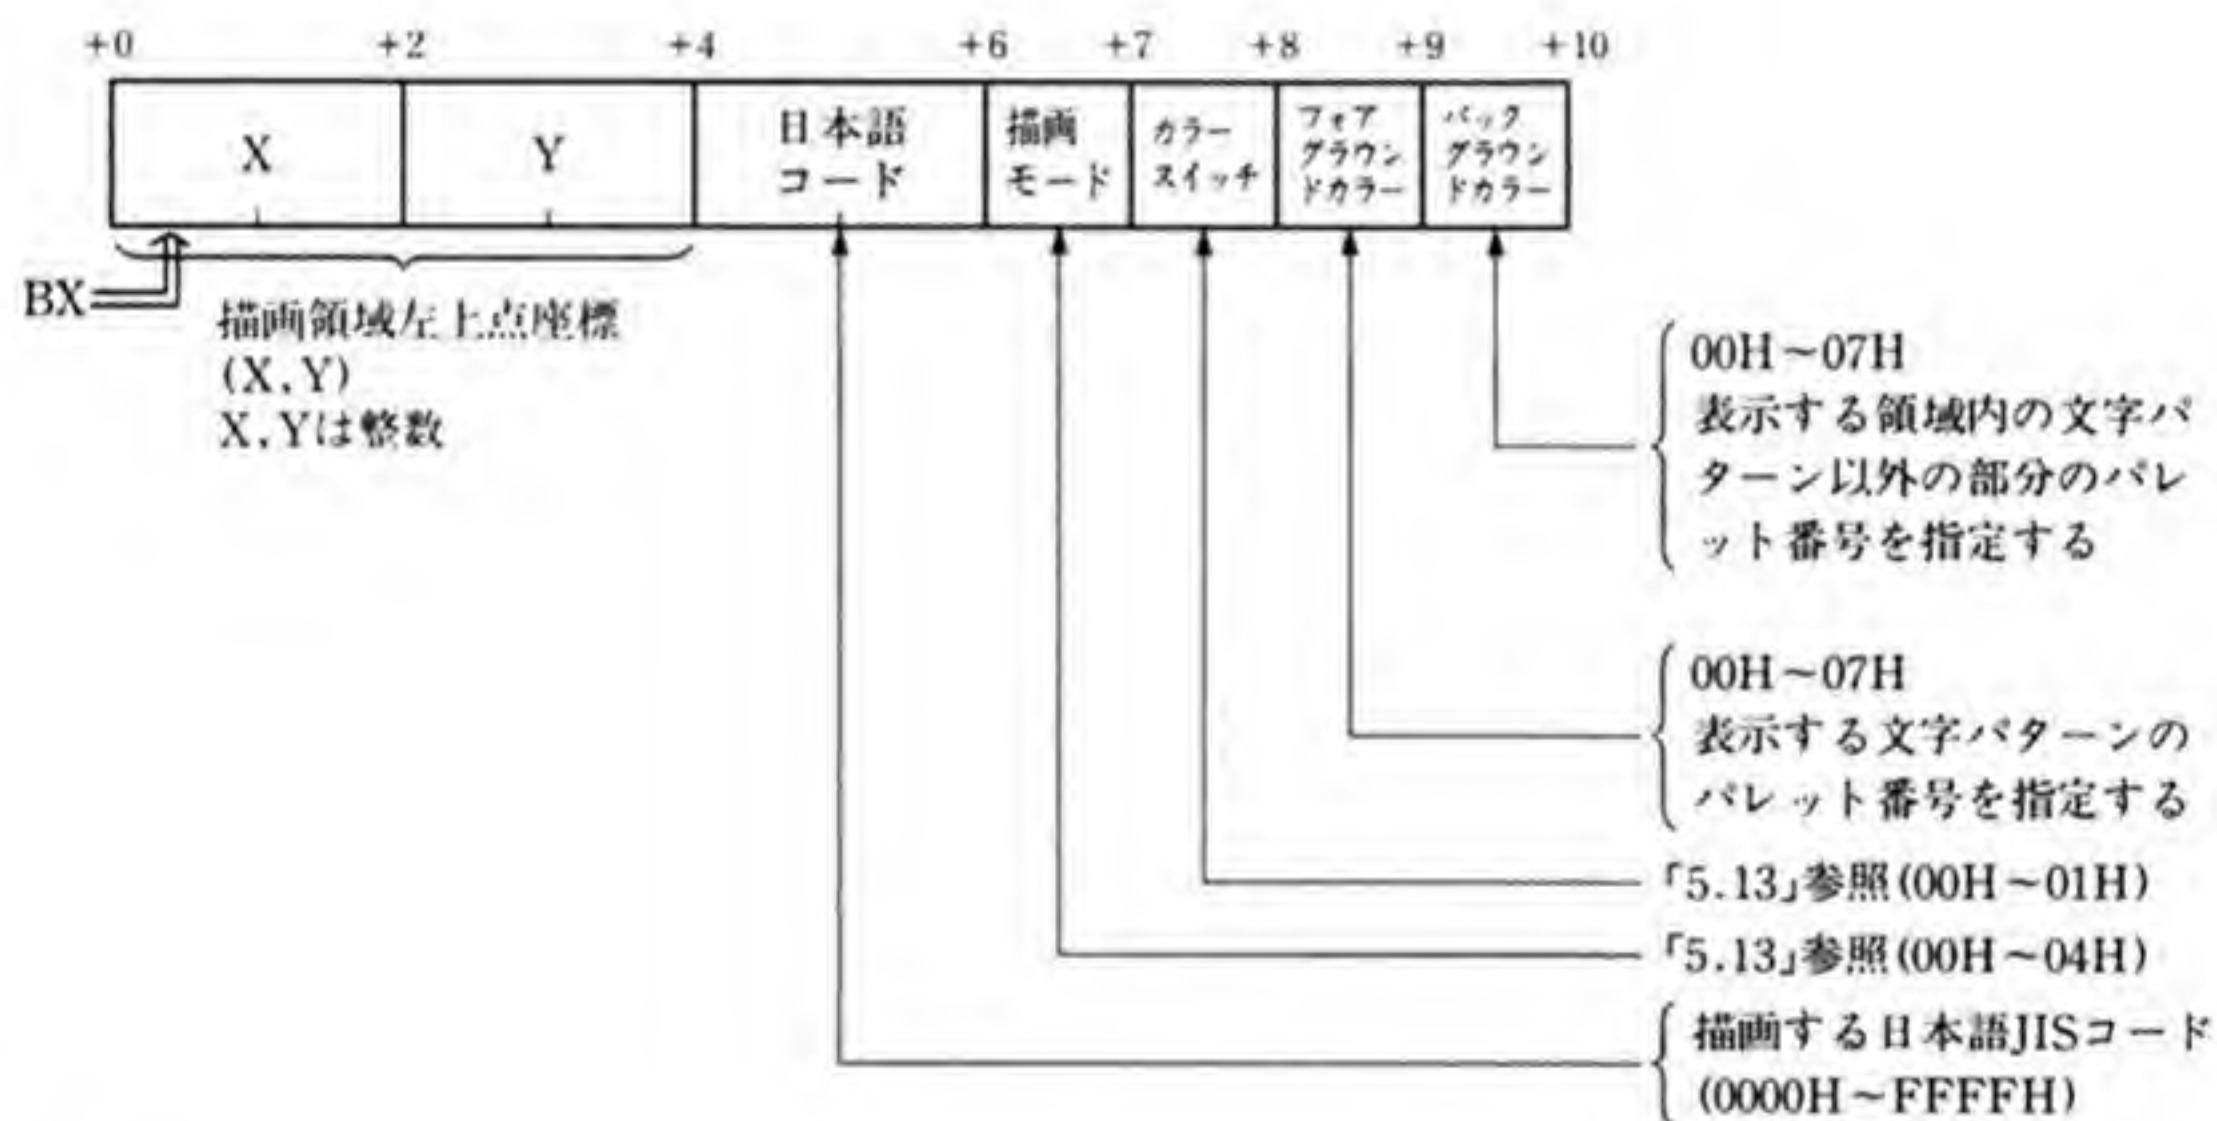 +0 +2 +4 +6 +7 +8 +9 +10
X
Y
日本語
コード
描画
モード
カラー
スイッチ
フォア
グラウン
ドカラー
バック
グラウン
ドカラー
BX
描画領域左上点座標
(X,Y)
X,Yは整数
00H~07H
表示する領域内の文字パ
ターン以外の部分のパレ
ット番号を指定する
00H~07H
表示する文字パターンの
パレット番号を指定する
「5.13」参照(00H~01H)
「5.13」参照(00H~04H)
描画する日本語JISコード
(0000H~FFFFH)